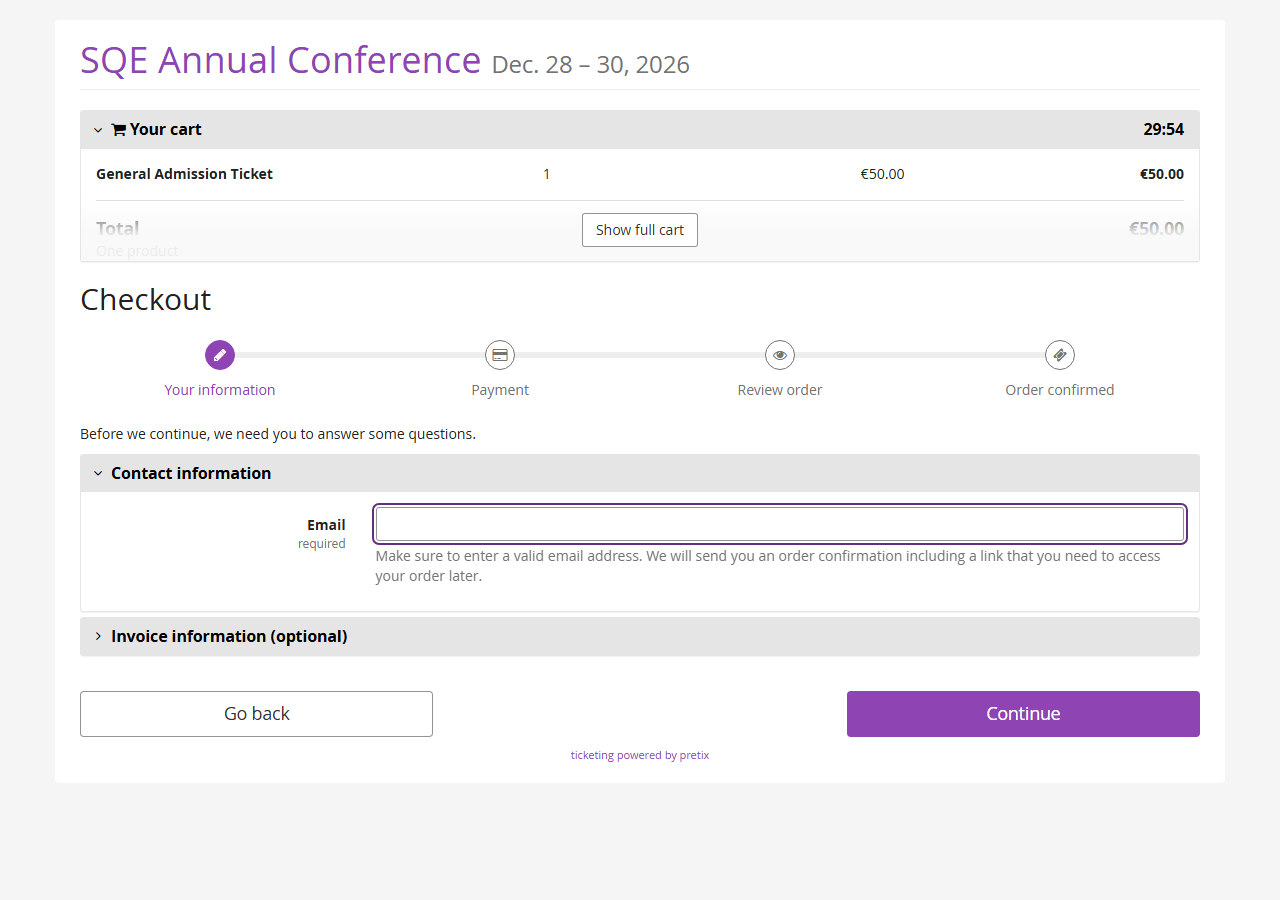 SQE Annual Conference Dec. 28 – 30, 2026
Your cart 29:54
General Admission Ticket 1 €50.00 €50.00
Total €50.00
One product
Show full cart
Checkout
Your information Payment Review order Order confirmed
Before we continue, we need you to answer some questions.
Contact information
Email
required
Make sure to enter a valid email address. We will send you an order confirmation including a link that you need to access
your order later.
Invoice information (optional)
Go back Continue
ticketing powered by pretix